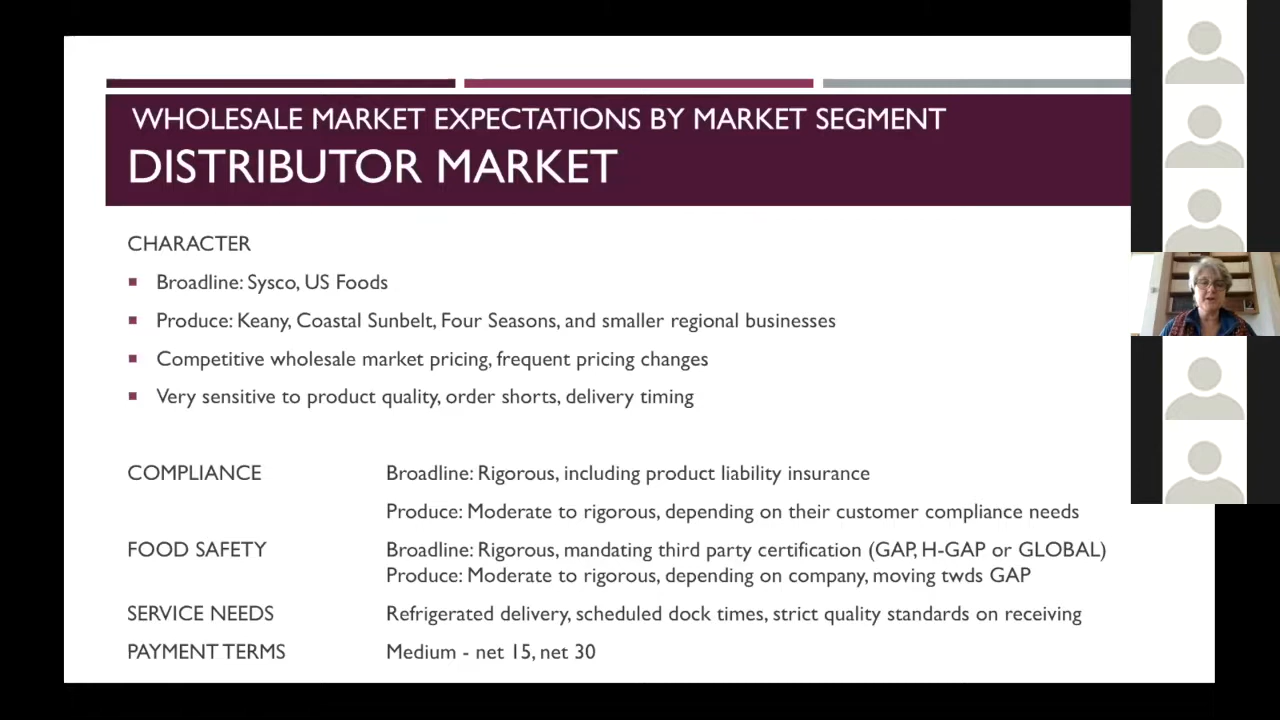 WHOLESALE MARKET EXPECTATIONS BY MARKET SEGMENT
DISTRIBUTOR MARKET
CHARACTER
Broadline: Sysco, US Foods
Produce: Keany, Coastal Sunbelt, Four Seasons, and smaller regional businesses
Competitive wholesale market pricing, frequent pricing changes
Very sensitive to product quality, order shorts, delivery timing
COMPLIANCE Broadline: Rigorous, including product liability insurance
Produce: Moderate to rigorous, depending on their customer compliance needs
FOOD SAFETY Broadline: Rigorous, mandating third party certification (GAP, H-GAP or GLOBAL)
Produce: Moderate to rigorous, depending on company, moving twds GAP
SERVICE NEEDS Refrigerated delivery, scheduled dock times, strict quality standards on receiving
PAYMENT TERMS Medium - net 15, net 30